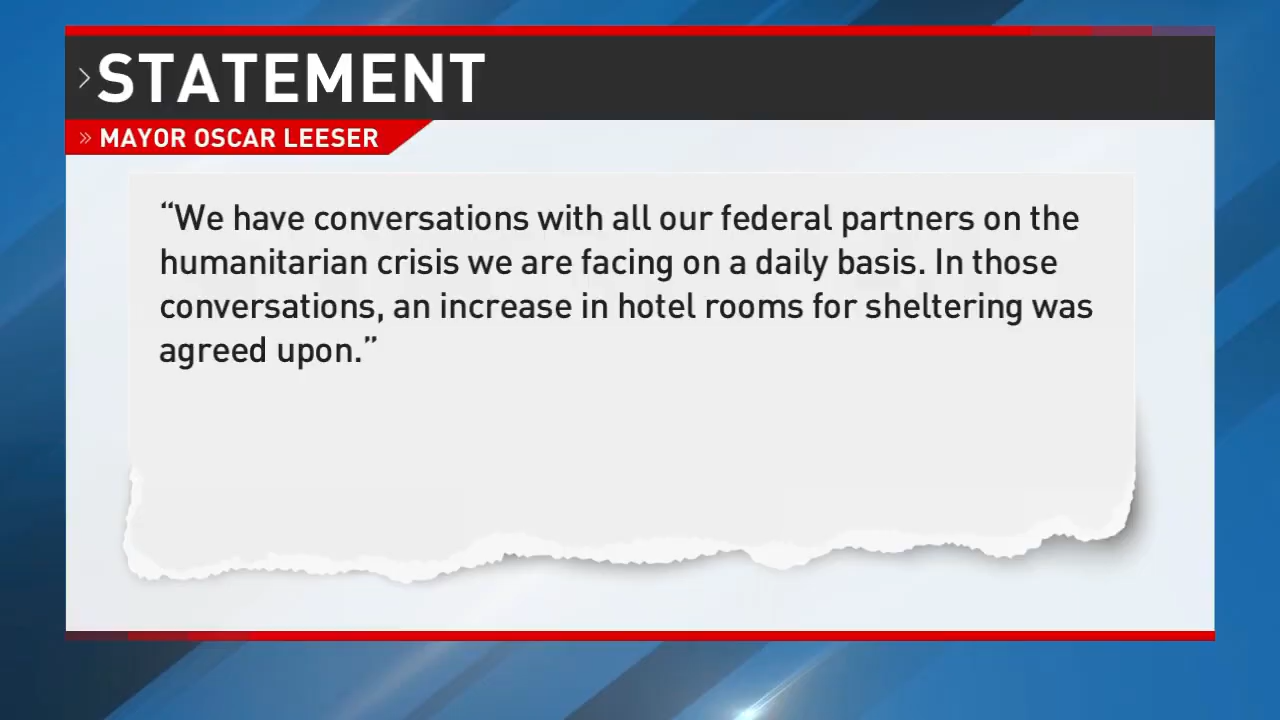 STATEMENT
MAYOR OSCAR LEESER
“We have conversations with all our federal partners on the
humanitarian crisis we are facing on a daily basis. In those
conversations, an increase in hotel rooms for sheltering was
agreed upon.”